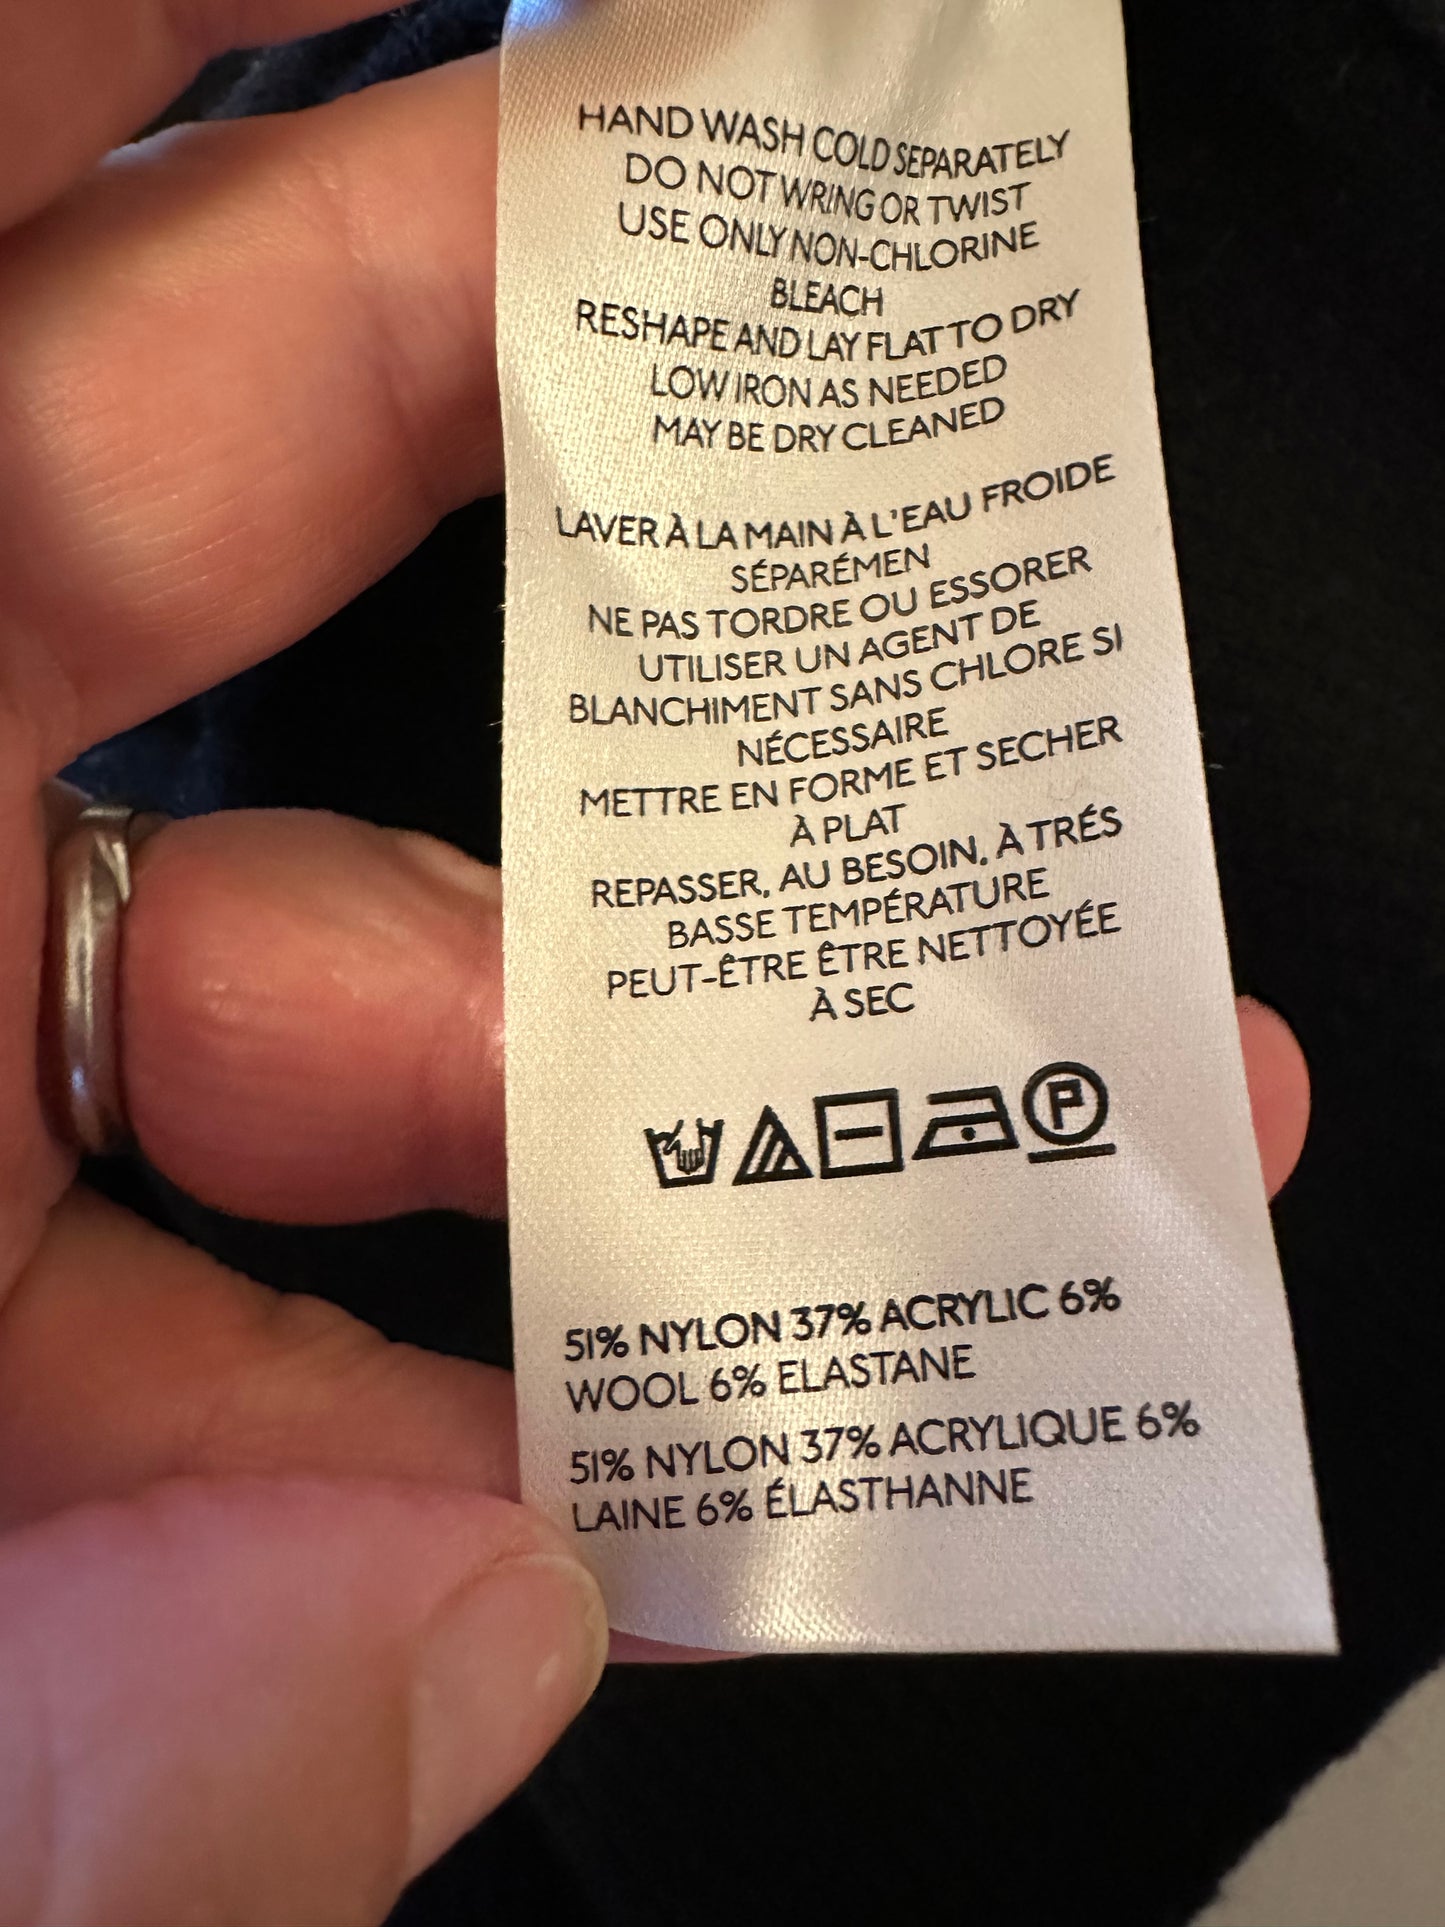 HAND WASH COLD SEPARATELY
DO NOT WRING OR TWIST
USE ONLY NON-CHLORINE
BLEACH
RESHAPE AND LAY FLAT TO DRY
LOW IRON AS NEEDED
MAY BE DRY CLEANED
LAVER À LA MAIN À L'EAU FROIDE
SÉPARÉMEN
NE PAS TORDRE OU ESSORER
UTILISER UN AGENT DE
BLANCHIMENT SANS CHLORE SI
NÉCESSAIRE
METTRE EN FORME ET SECHER
À PLAT
REPASSER, AU BESOIN, À TRÉS
BASSE TEMPÉRATURE
PEUT-ÊTRE ÊTRE NETTOYÉE
À SEC
P
51% NYLON 37% ACRYLIC 6%
WOOL 6% ELASTANE
51% NYLON 37% ACRYLIQUE 6%
LAINE 6% ÉLASTHANNE